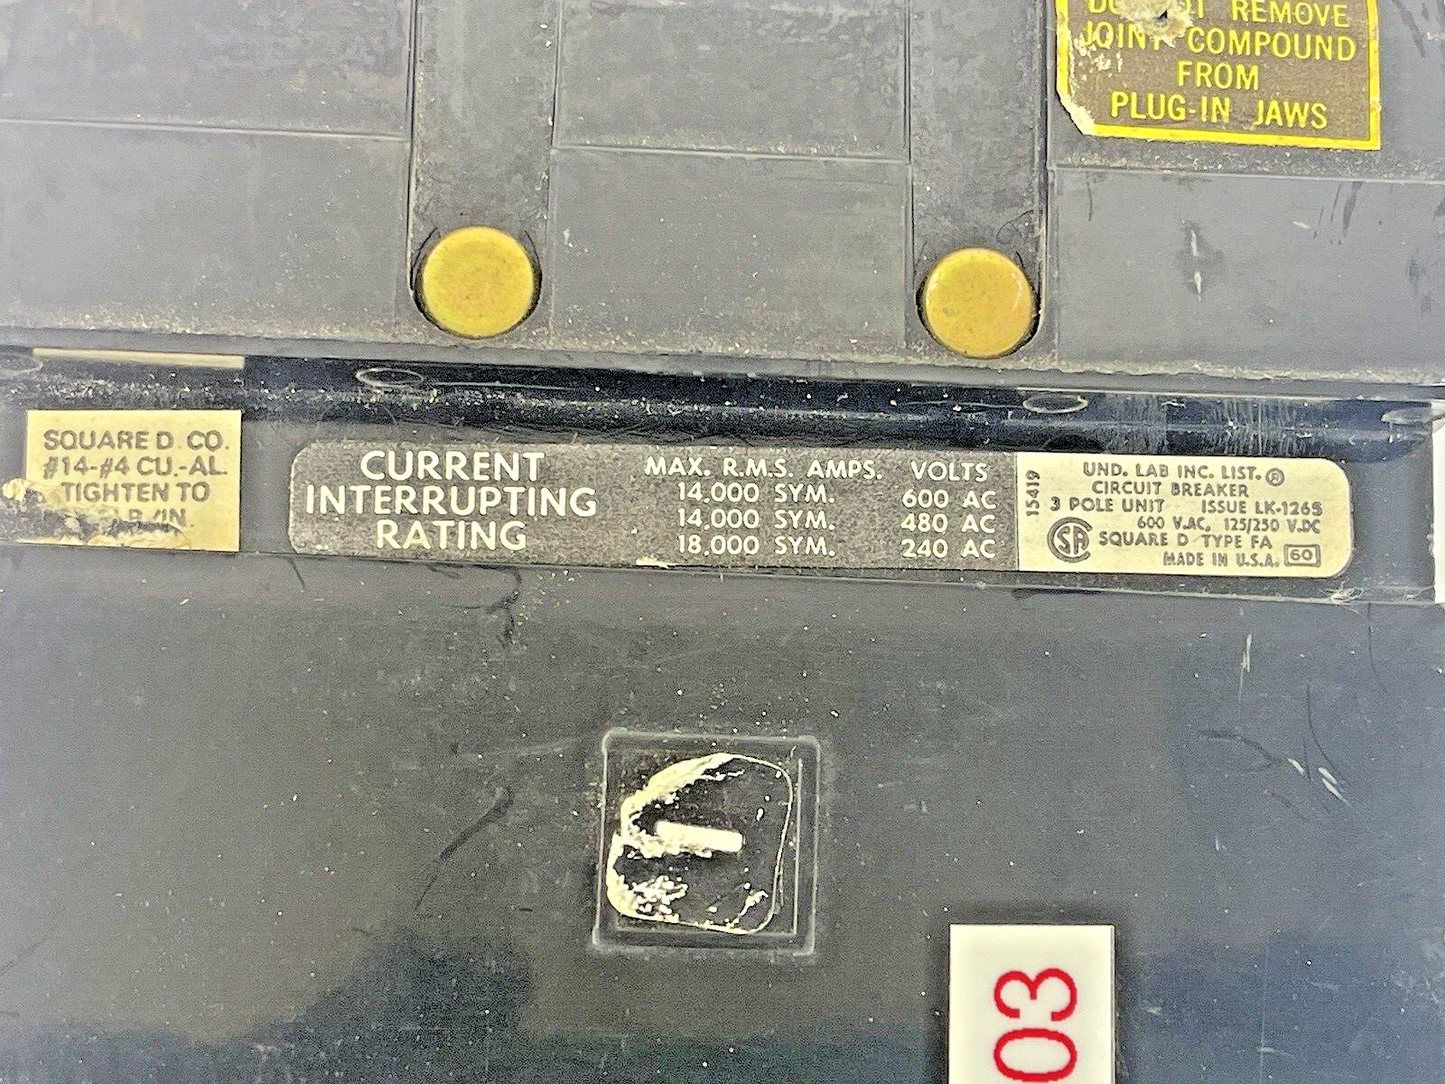 REMOVE
JOINT COMPOUND
FROM
PLUG-IN JAWS
SQUARE D. CO.
#14-#4 CU.-AL.
TIGHTEN TO
IN.
CURRENT
INTERRUPTING
RATING
MAX. R.M.S. AMPS. VOLTS
14,000 SYM. 600 AC
14,000 SYM. 480 AC
18,000 SYM. 240 AC
15419
UND. LAB INC. LIST.®
CIRCUIT BREAKER
3 POLE UNIT ISSUE LK-1265
600 V.AC, 125/250 V.DC
SA SQUARE D TYPE FA
MADE IN U.S.A. 60
03